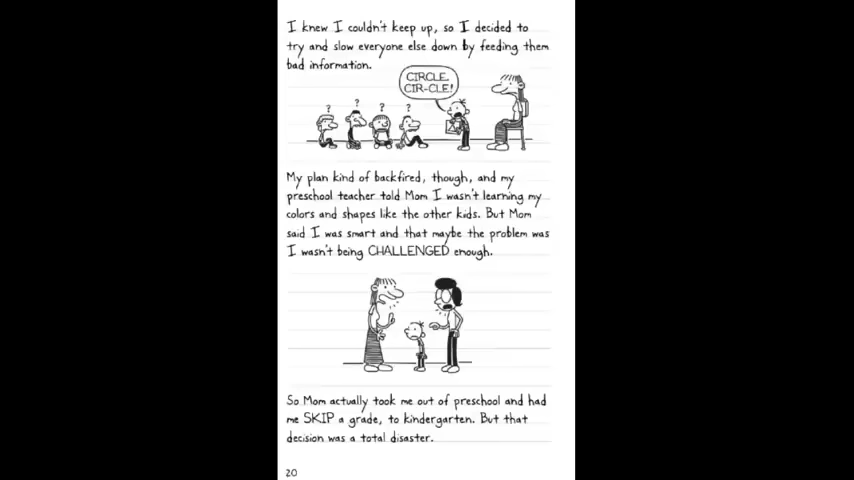 I knew I couldn't keep up, so I decided to
try and slow everyone else down by feeding them
bad information.
CIRCLE.
CIR-CLE!
? ? ? ?
My plan kind of backfired, though, and my
preschool teacher told Mom I wasn't learning my
colors and shapes like the other kids. But Mom
said I was smart and that maybe the problem was
I wasn't being CHALLENGED enough.
So Mom actually took me out of preschool and had
me SKIP a grade, to kindergarten. But that
decision was a total disaster.
20